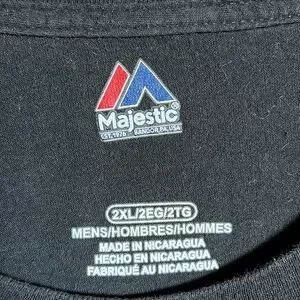 Majestic®
EST. 1976 BANGOR, PA, USA
2XL/2EG/2TG
MENS/HOMBRES/HOMMES
MADE IN NICARAGUA
HECHO EN NICARAGUA
FABRIQUÉ AU NICARAGUA